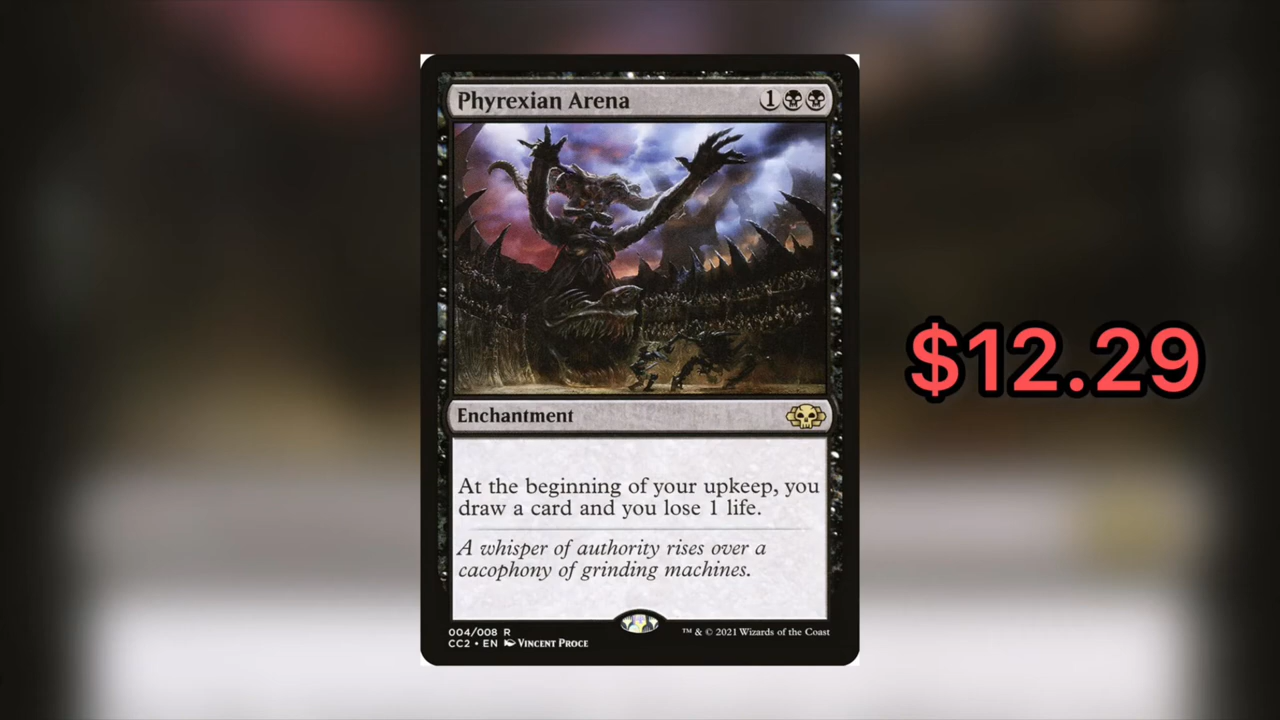 Phyrexian Arena 1
$12.29
Enchantment
At the beginning of your upkeep, you
draw a card and you lose 1 life.
A whisper of authority rises over a
cacophony of grinding machines.
004/008 R
CC2 • EN Vincent Proce
™ & © 2021 Wizards of the Coast